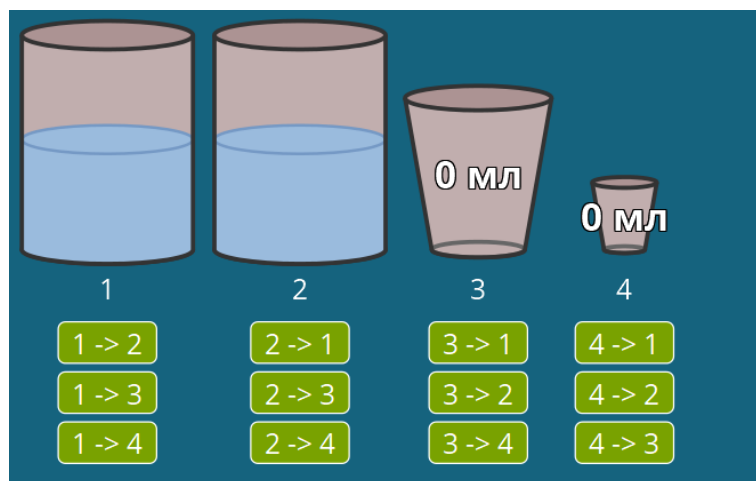 0 мл
0 мл
1 2 3 4
1 -> 2 2 -> 1 3 -> 1 4 -> 1
1 -> 3 2 -> 3 3 -> 2 4 -> 2
1 -> 4 2 -> 4 3 -> 4 4 -> 3